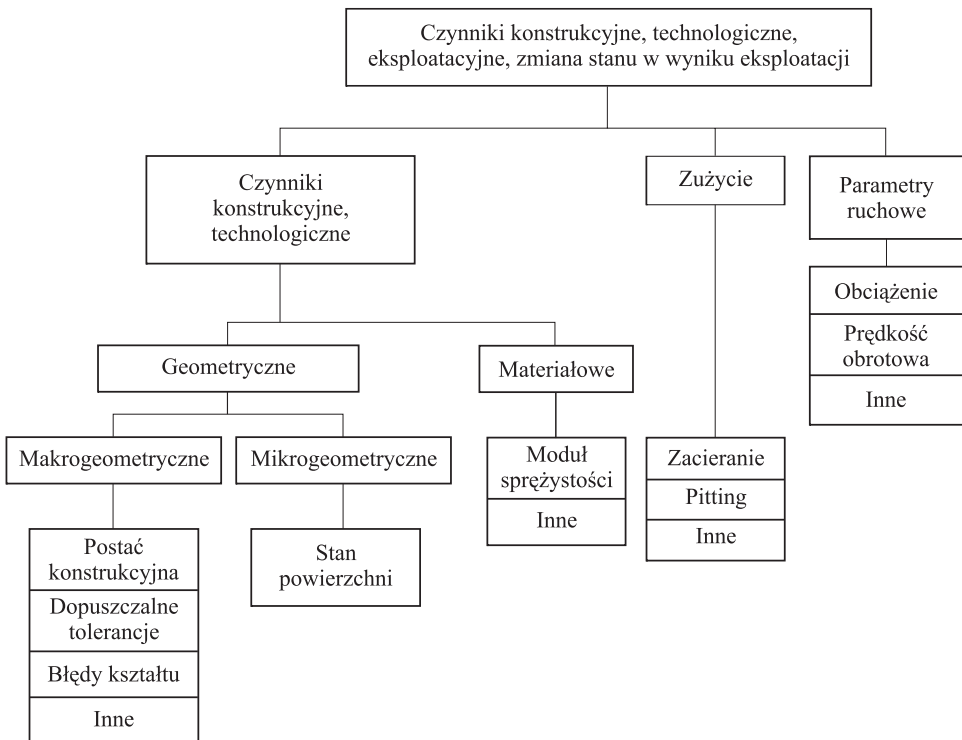 Czynniki konstrukcyjne, technologiczne,
eksploatacyjne, zmiana stanu w wyniku eksploatacji
Czynniki
konstrukcyjne,
technologiczne
Zużycie
Parametry
ruchowe
Obciążenie
Prędkość
obrotowa
Inne
Geometryczne
Materiałowe
Makrogeometryczne
Mikrogeometryczne
Moduł
sprężystości
Inne
Zacieranie
Pitting
Inne
Postać
konstrukcyjna
Dopuszczalne
tolerancje
Błędy kształtu
Inne
Stan
powierzchni